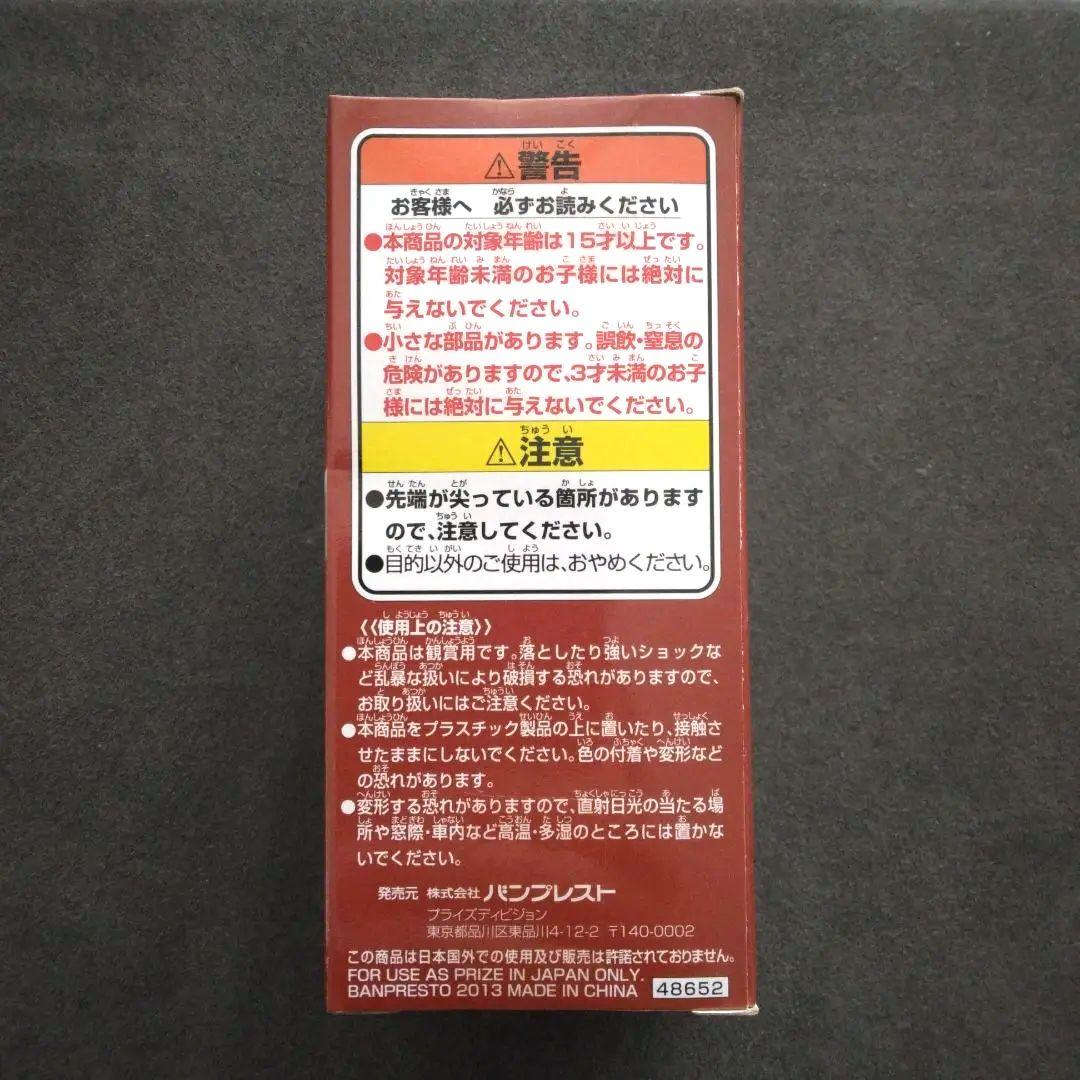 ⚠警告
お客様へ 必ずお読みください
●本商品の対象年齢は15才以上です。
対象年齢未満のお子様には絶対に
与えないでください。
●小さな部品があります。誤飲・窒息の
危険がありますので、3才未満のお子
様には絶対に与えないでください。
⚠注意
●先端が尖っている箇所があります
ので、注意してください。
●目的以外のご使用は、おやめください。
《使用上の注意》
●本商品は観賞用です。落としたり強いショックな
ど乱暴な扱いにより破損する恐れがありますので、
お取り扱いにはご注意ください。
●本商品をプラスチック製品の上に置いたり、接触さ
せたままにしないでください。色の付着や変形など
の恐れがあります。
●変形する恐れがありますので、直射日光の当たる場
所や窓際・車内など高温・多湿のところには置かな
いでください。
発売元 株式会社 バンプレスト
プライズディビジョン
東京都品川区東品川4-12-2 〒140-0002
この商品は日本国外での使用及び販売は許諾されておりません。
FOR USE AS PRIZE IN JAPAN ONLY.
BANPRESTO 2013 MADE IN CHINA 48652